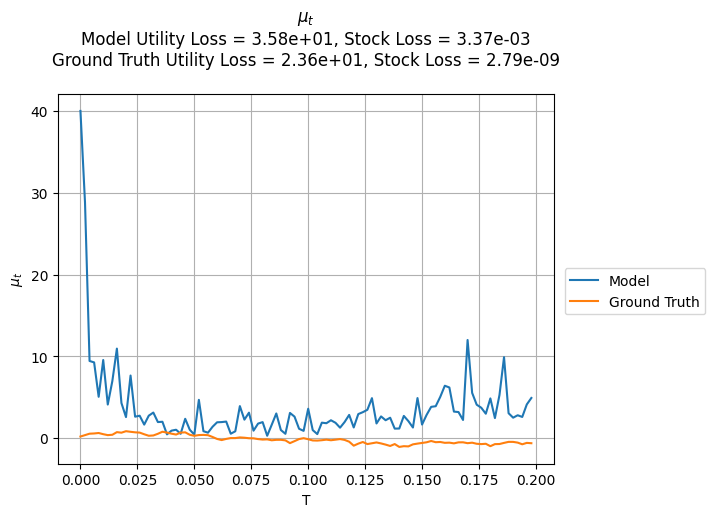 μₜ
Model Utility Loss = 3.58e+01, Stock Loss = 3.37e-03
Ground Truth Utility Loss = 2.36e+01, Stock Loss = 2.79e-09
40
30
20
10
0
μₜ
Model
Ground Truth
0.000 0.025 0.050 0.075 0.100 0.125 0.150 0.175 0.200
T